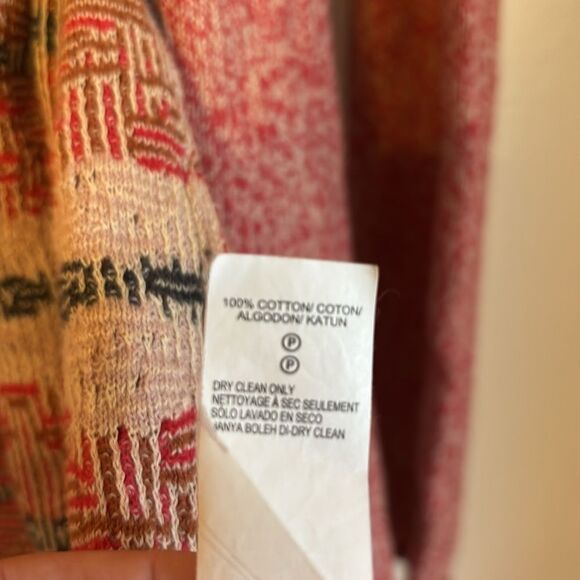 100% COTTON/ COTON/
ALGODON/ KATUN
P
P
DRY CLEAN ONLY
NETTOYAGE À SEC SEULEMENT
SÓLO LAVADO EN SECO
HANYA BOLEH DI-DRY CLEAN